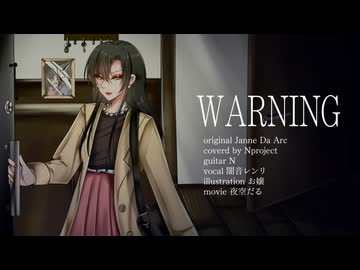 WARNING
original Janne Da Arc
coverd by Nproject
guitar N
vocal 闇音レンリ
illustration お嬢
movie 夜空だる